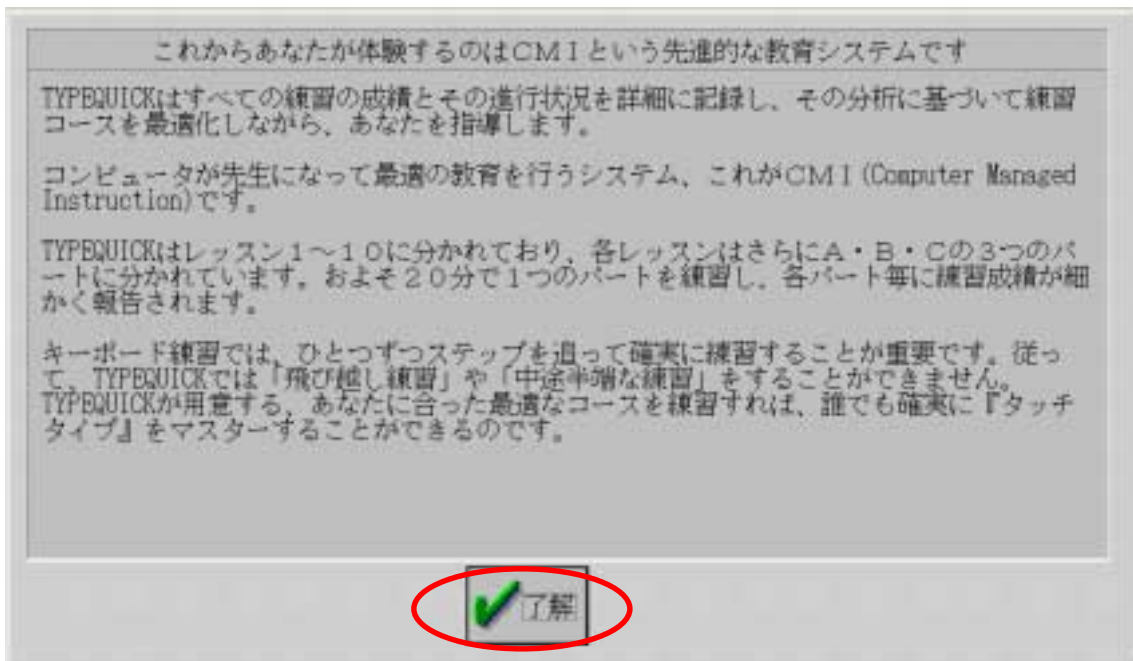 これからあなたが体験するのはＣＭＩという先進的な教育システムです
TYPEQUICKはすべての練習の成績とその進行状況を詳細に記録し、その分析に基づいて練習
コースを最適化しながら、あなたを指導します。
コンピュータが先生になって最適の教育を行うシステム、これがＣＭＩ(Computer Managed
Instruction)です。
TYPEQUICKはレッスン１～１０に分かれており、各レッスンはさらにＡ・Ｂ・Ｃの３つのパ
ートに分かれています。およそ２０分で１つのパートを練習し、各パート毎に練習成績が細
かく報告されます。
キーボード練習では、ひとつずつステップを追って確実に練習することが重要です。従っ
て、TYPEQUICKでは「飛び越し練習」や「中途半端な練習」をすることができません。
TYPEQUICKが用意する、あなたに合った最適なコースを練習すれば、誰でも確実に『タッチ
タイプ』をマスターすることができるのです。
了解